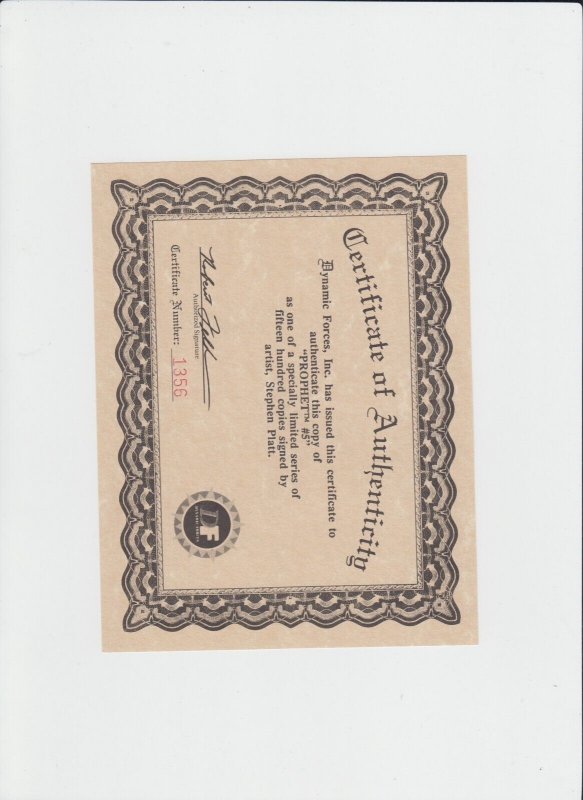 Certificate of Authenticity
Dynamic Forces, Inc. has issued this certificate to
authenticate this copy of
"PROPHET™ #5"
as one of a specially limited series of
fifteen hundred copies signed by
artist, Stephen Platt.
Authorized Signature
Certificate Number: 1356
DF